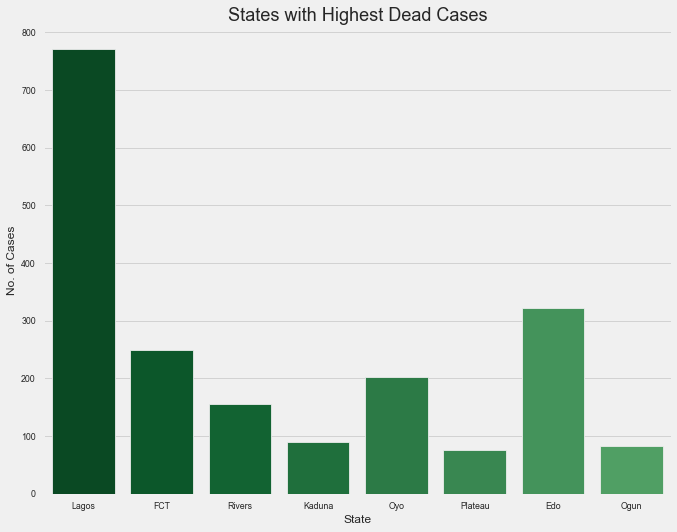 States with Highest Dead Cases
800
700
600
500
400
300
200
100
0
No. of Cases
Lagos FCT Rivers Kaduna Oyo Plateau Edo Ogun
State